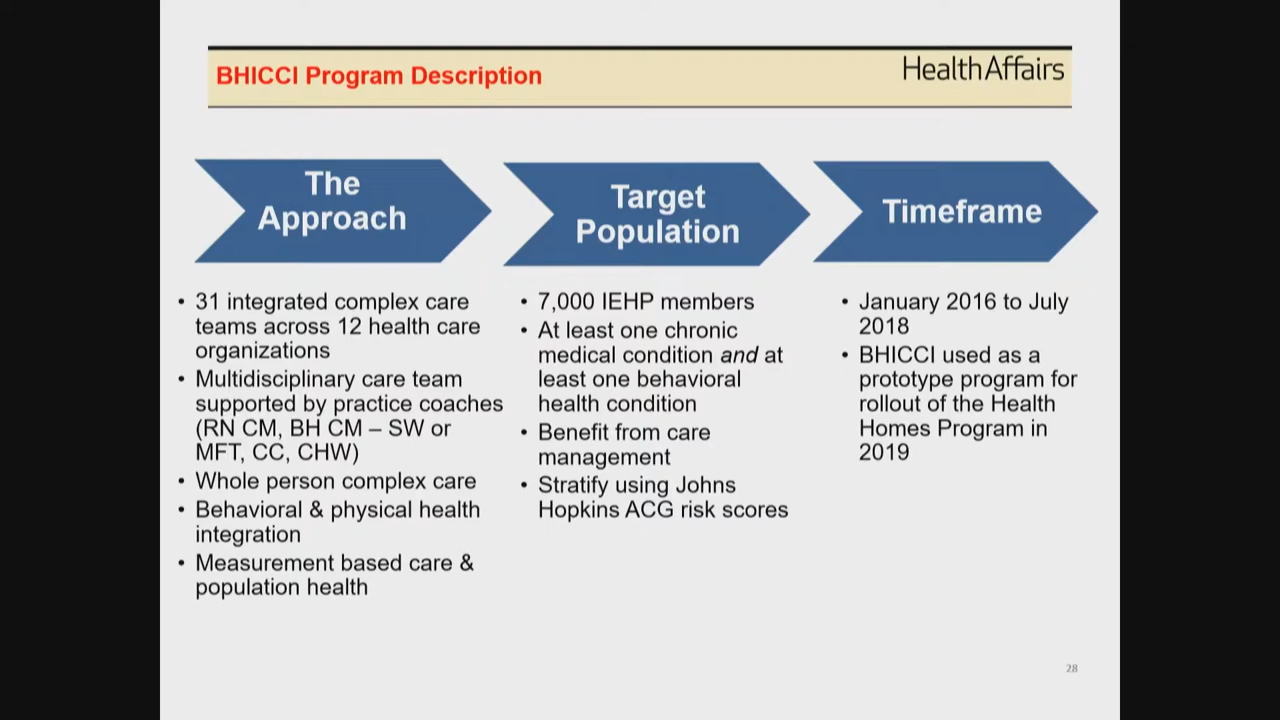 BHICCI Program Description
HealthAffairs
The
Approach
• 31 integrated complex care
teams across 12 health care
organizations
• Multidisciplinary care team
supported by practice coaches
(RN CM, BH CM – SW or
MFT, CC, CHW)
• Whole person complex care
• Behavioral & physical health
integration
• Measurement based care &
population health
Target
Population
• 7,000 IEHP members
• At least one chronic
medical condition and at
least one behavioral
health condition
• Benefit from care
management
• Stratify using Johns
Hopkins ACG risk scores
Timeframe
• January 2016 to July
2018
• BHICCI used as a
prototype program for
rollout of the Health
Homes Program in
2019
28